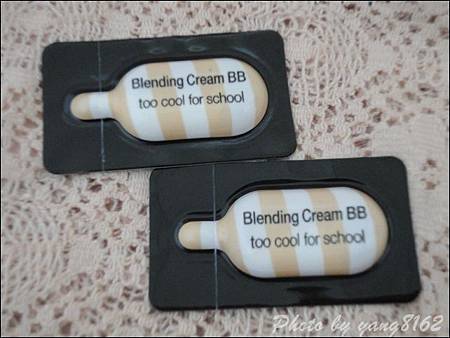 Blending Cream BB
too cool for school
Blending Cream BB
too cool for school
Photo by yang8162